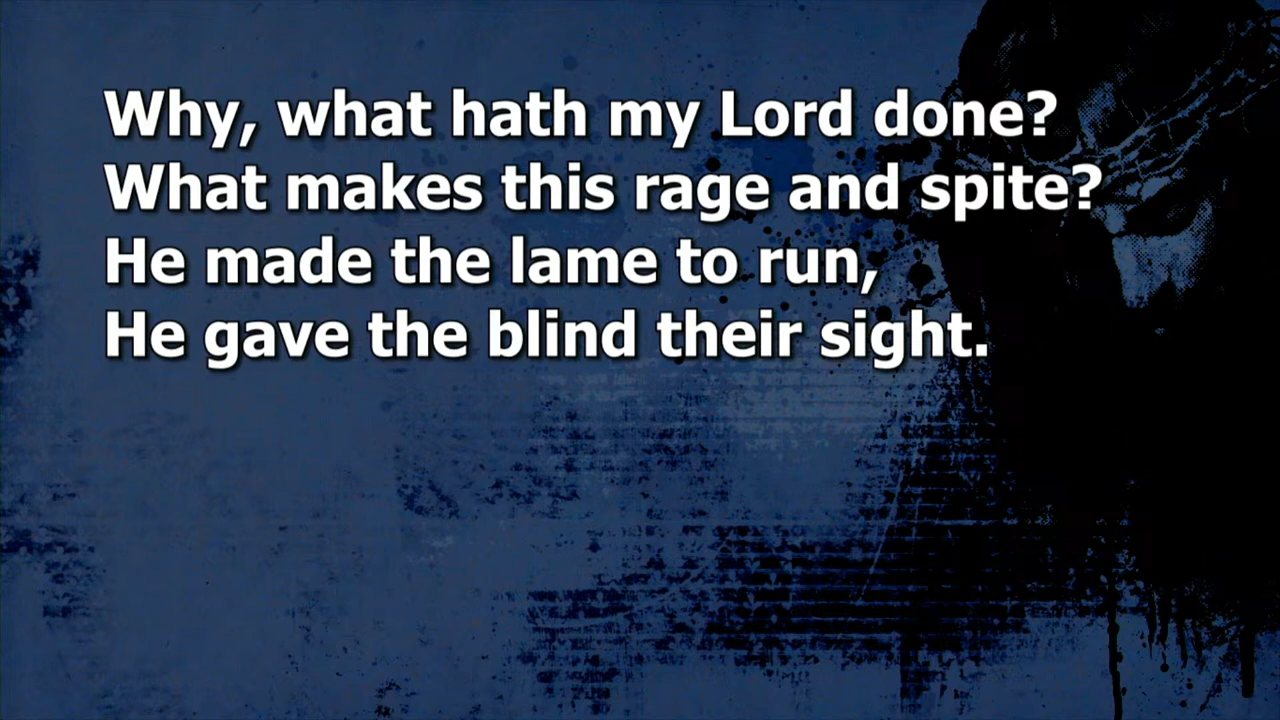 Why, what hath my Lord done?
What makes this rage and spite?
He made the lame to run,
He gave the blind their sight.